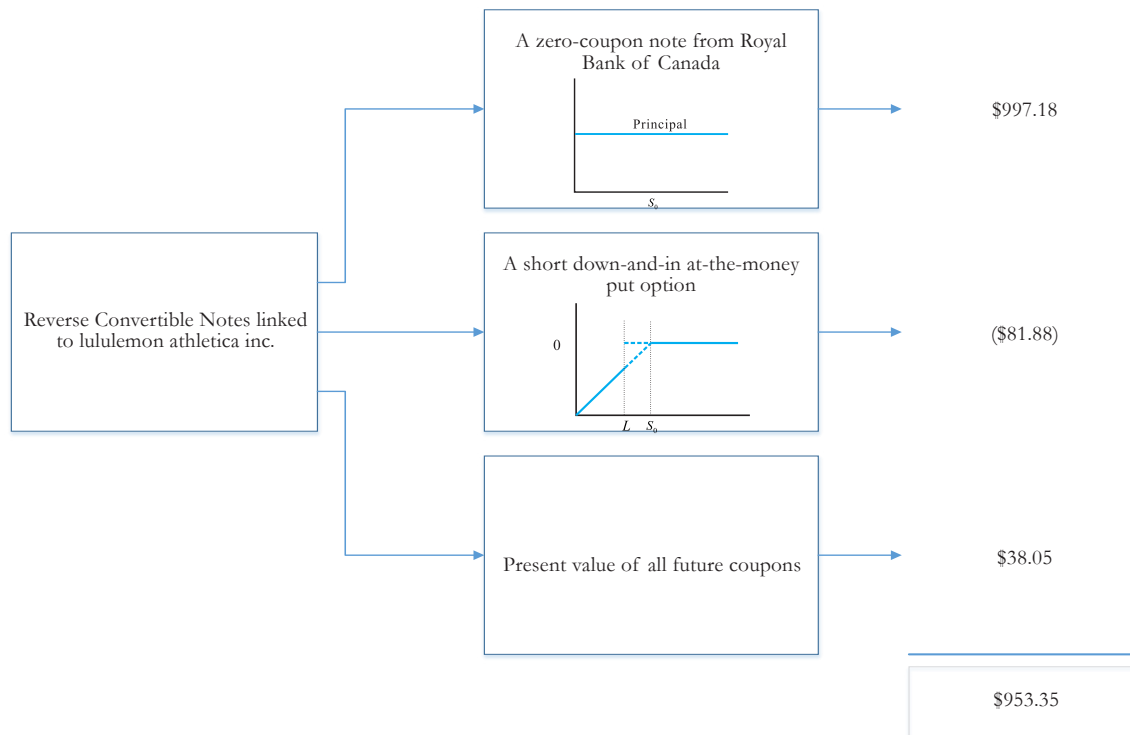 A zero-coupon note from Royal
Bank of Canada
Principal
S₀
$997.18
Reverse Convertible Notes linked
to lululemon athletica inc.
A short down-and-in at-the-money
put option
0
L S₀
($81.88)
Present value of all future coupons
$38.05
$953.35